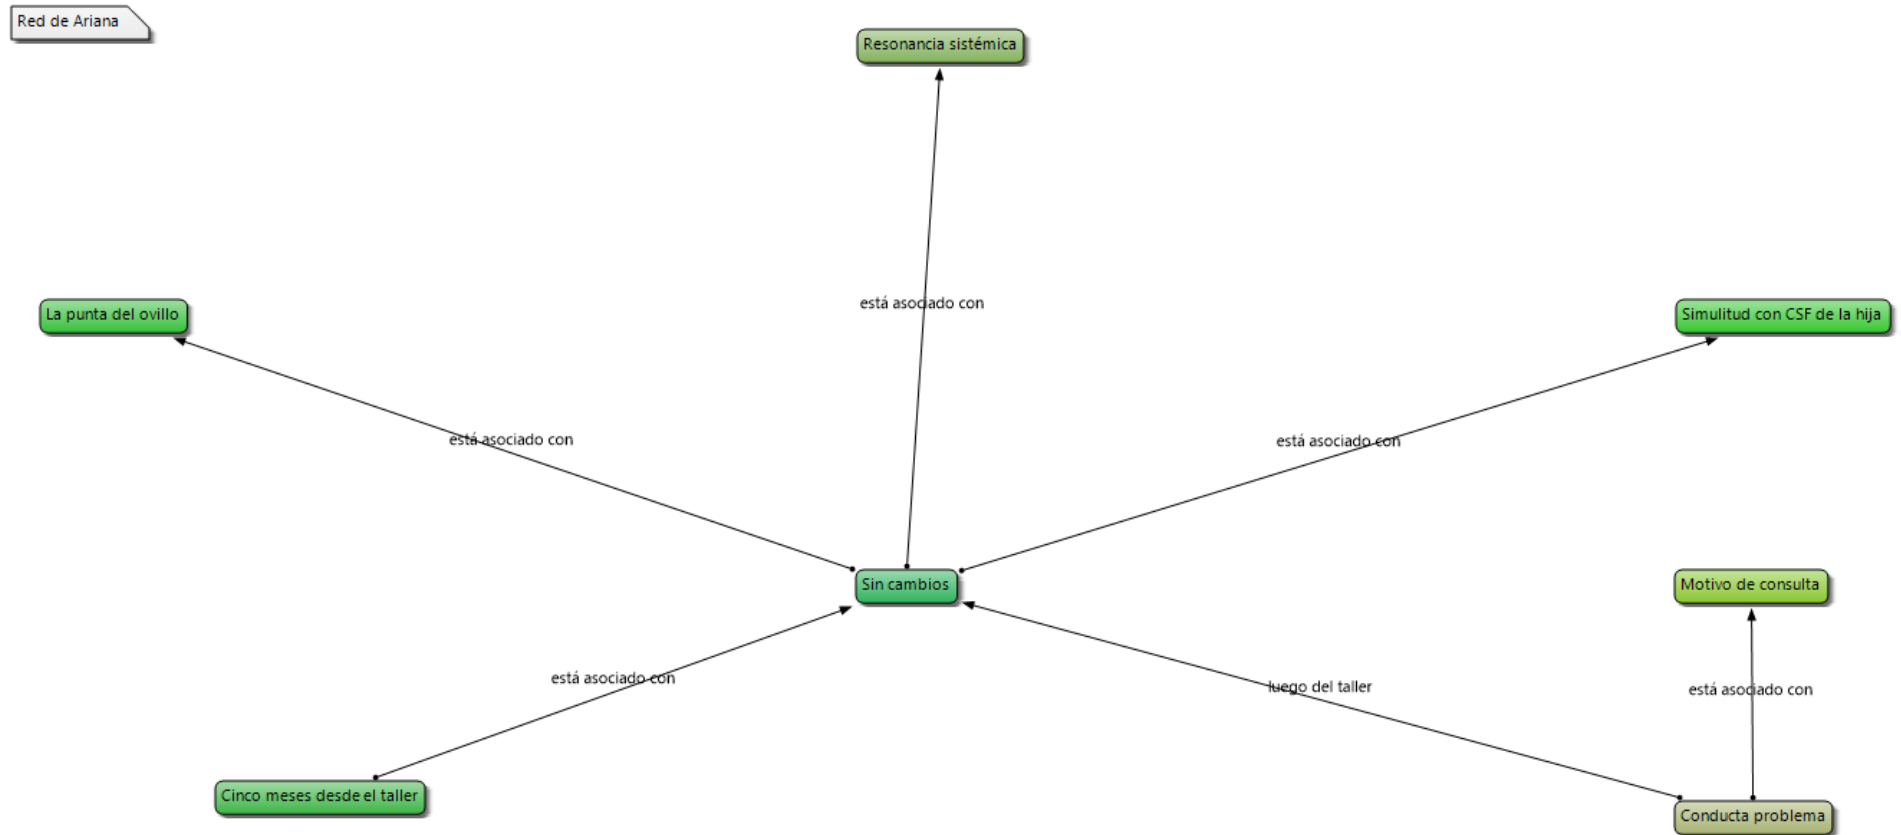 Red de Ariana
Resonancia sistémica
está asociado con
La punta del ovillo
Simulitud con CSF de la hija
está asociado con
está asociado con
Sin cambios
Motivo de consulta
está asociado con
luego del taller
está asociado con
Cinco meses desde el taller
Conducta problema